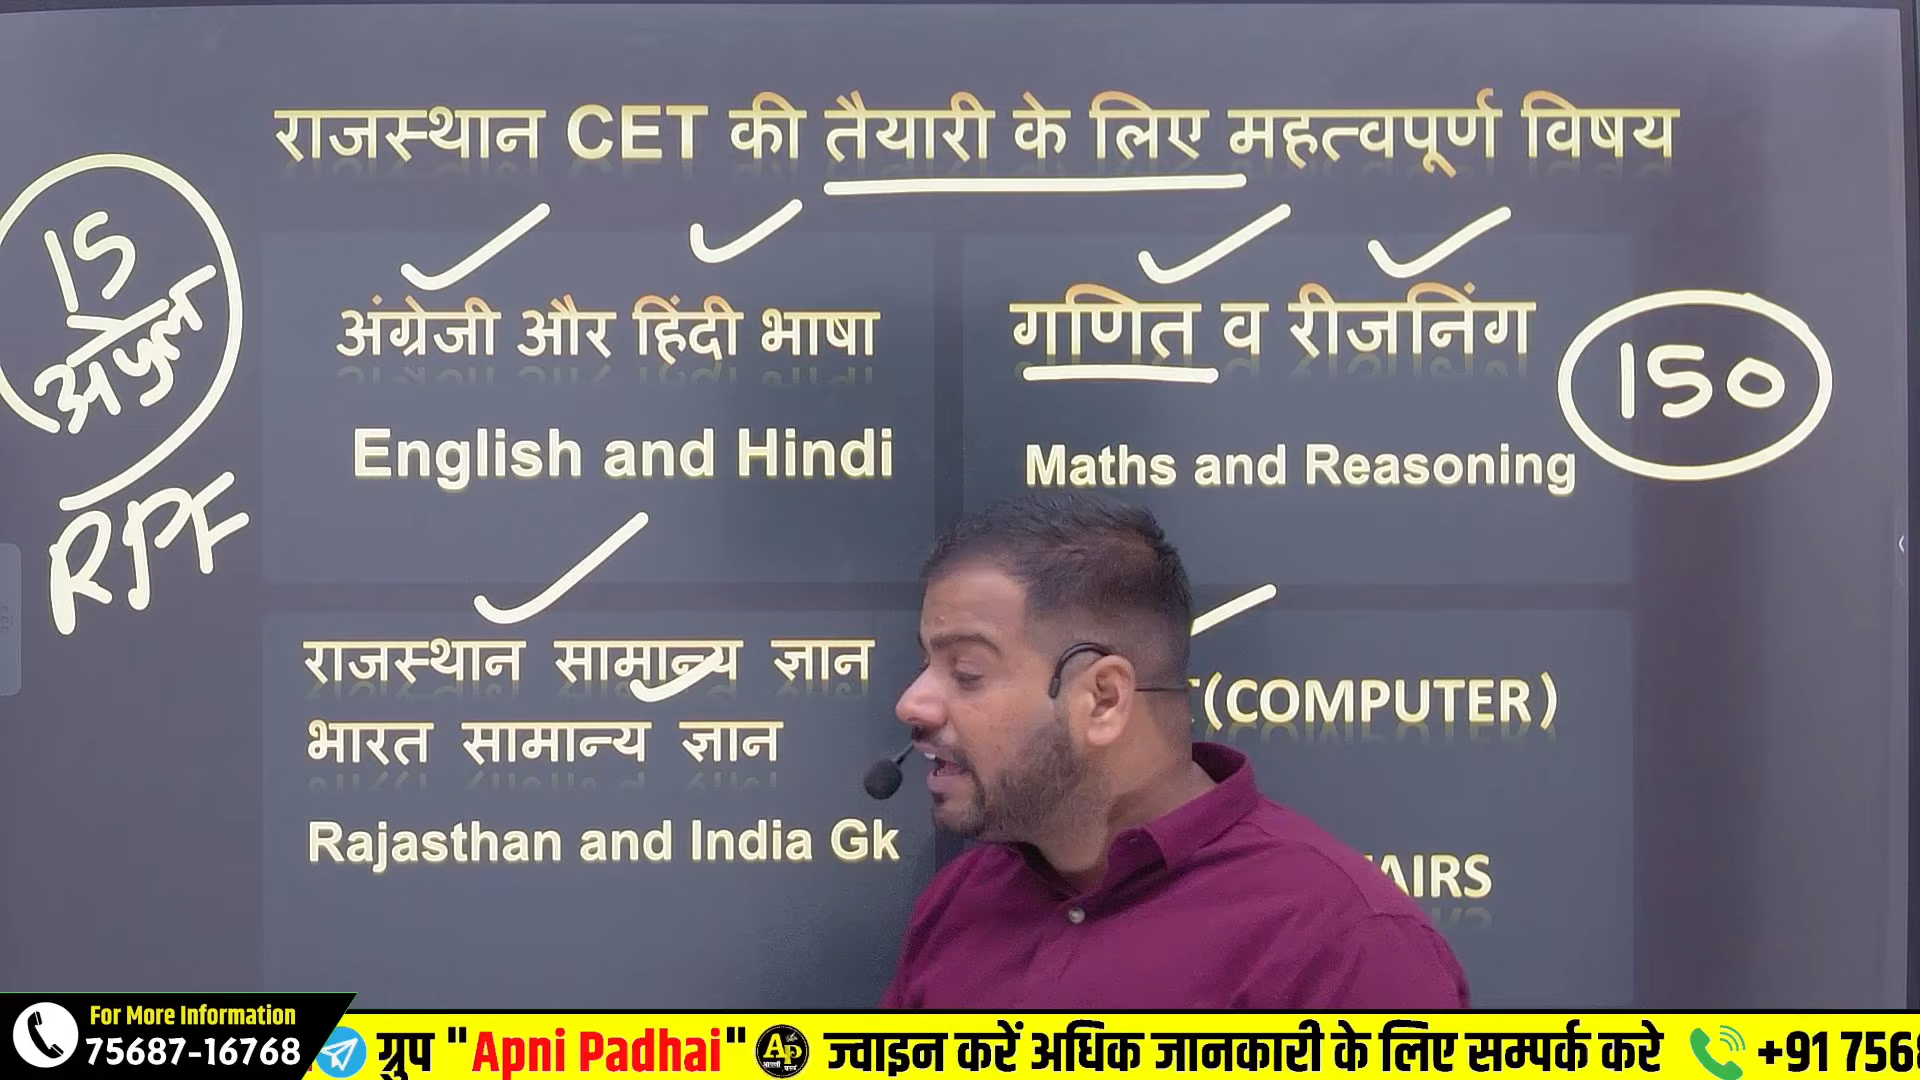 राजस्थान CET की तैयारी के लिए महत्वपूर्ण विषय
15
अप्रैल
RPF
अंग्रेजी और हिंदी भाषा
English and Hindi
गणित व रीजनिंग
150
Maths and Reasoning
राजस्थान सामान्य ज्ञान
भारत सामान्य ज्ञान
Rajasthan and India Gk
(COMPUTER)
AIRS
For More Information
75687-16768
ग्रुप "Apni Padhai" AP ज्वाइन करें अधिक जानकारी के लिए सम्पर्क करे +91 756